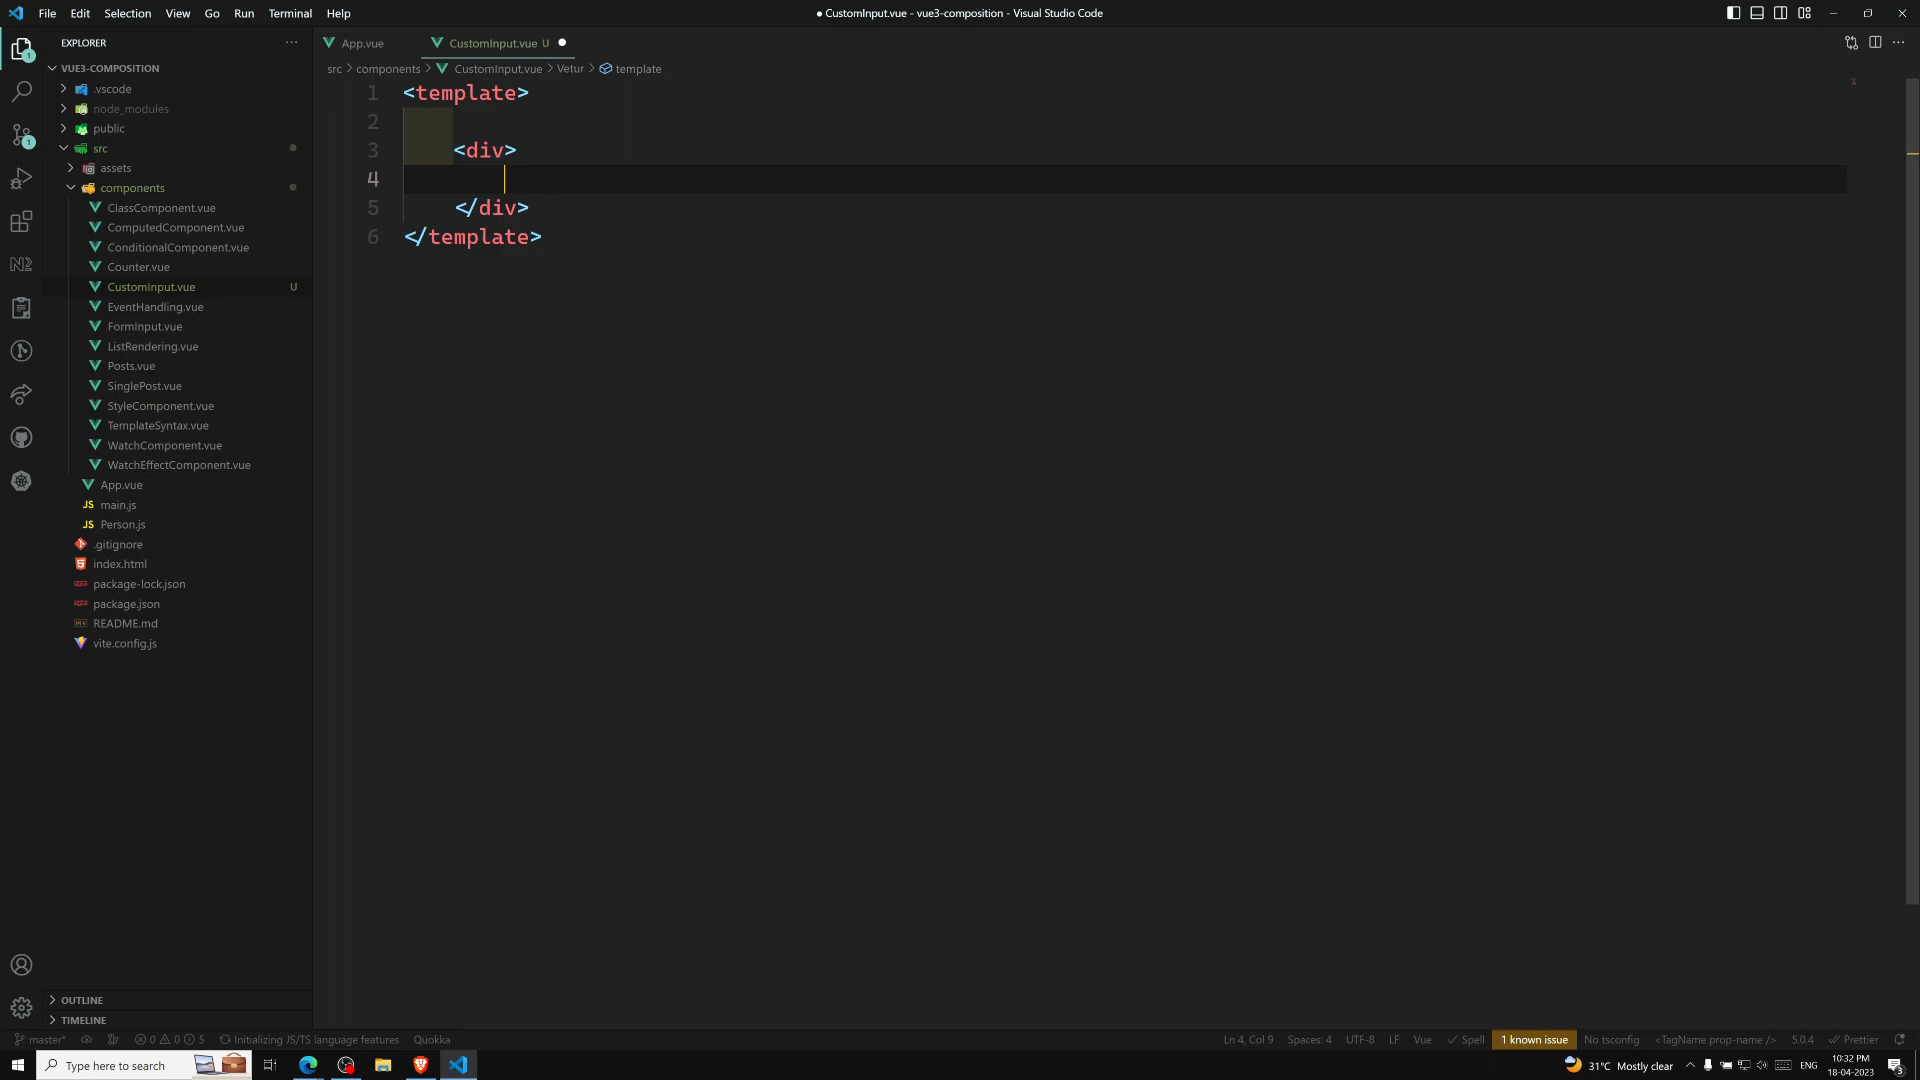 File Edit Selection View Go Run Terminal Help
● CustomInput.vue - vue3-composition - Visual Studio Code
EXPLORER
App.vue
CustomInput.vue U
VUE3-COMPOSITION
src > components > CustomInput.vue > Vetur > template
.vscode
node_modules
public
src
assets
components
ClassComponent.vue
ComputedComponent.vue
ConditionalComponent.vue
Counter.vue
CustomInput.vue U
EventHandling.vue
FormInput.vue
ListRendering.vue
Posts.vue
SinglePost.vue
StyleComponent.vue
TemplateSyntax.vue
WatchComponent.vue
WatchEffectComponent.vue
App.vue
JS main.js
JS Person.js
.gitignore
index.html
package-lock.json
package.json
README.md
vite.config.js
OUTLINE
TIMELINE
1 <template>
2
3 <div>
4
5 </div>
6 </template>
master* 0 0 5 Initializing JS/TS language features Quokka
Ln 4, Col 9 Spaces: 4 UTF-8 LF Vue Spell 1 known issue No tsconfig <TagName prop-name /> 5.0.4 Prettier
Type here to search
31°C Mostly clear ENG
10:32 PM
18-04-2023
3